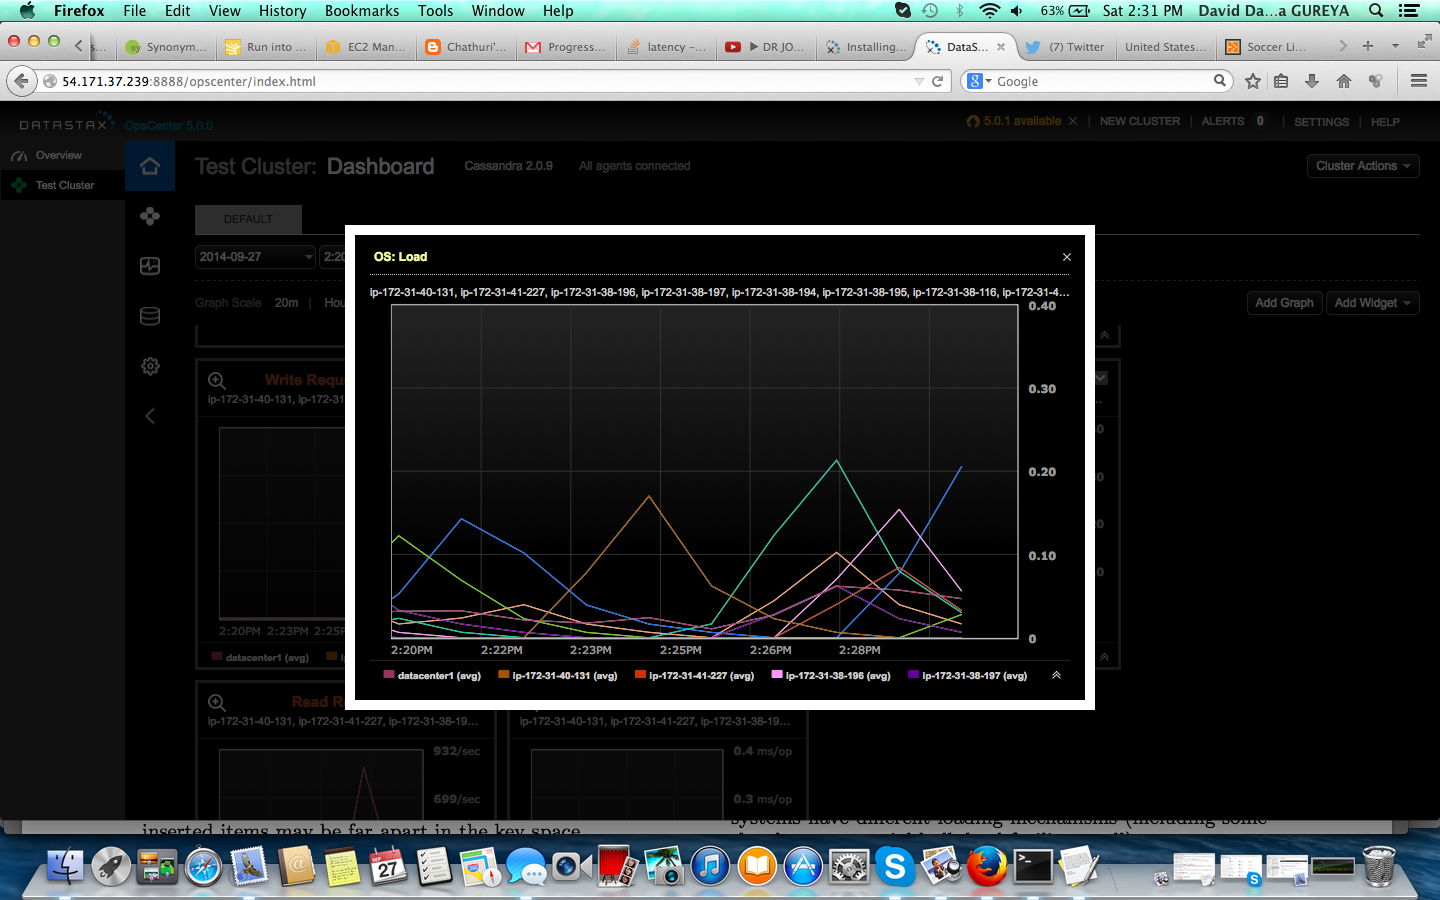 Firefox File Edit View History Bookmarks Tools Window Help 63% Sat 2:31 PM David Da...a GUREYA
s... Synonym... Run into ... EC2 Man... Chathuri'... Progress... latency -... ▶ DR JO... Installing... DataS... (7) Twitter United States... Soccer Li...
54.171.37.239:8888/opscenter/index.html Google
DATASTAX OpsCenter 5.0.0 5.0.1 available × NEW CLUSTER | ALERTS 0 | SETTINGS | HELP
Overview
Test Cluster
Test Cluster: Dashboard Cassandra 2.0.9 All agents connected Cluster Actions
DEFAULT
2014-09-27 2:20
Graph Scale 20m | Hou Add Graph Add Widget
OS: Load ×
ip-172-31-40-131, ip-172-31-41-227, ip-172-31-38-196, ip-172-31-38-197, ip-172-31-38-194, ip-172-31-38-195, ip-172-31-38-116, ip-172-31-4...
0.40
0.30
0.20
0.10
0
2:20PM 2:22PM 2:23PM 2:25PM 2:26PM 2:28PM
datacenter1 (avg) ip-172-31-40-131 (avg) ip-172-31-41-227 (avg) ip-172-31-38-196 (avg) ip-172-31-38-197 (avg)
Write Requ
ip-172-31-40-131, ip-172-31
2:20PM 2:23PM 2:25P
datacenter1 (avg)
Read R
ip-172-31-40-131, ip-172-31-41-227, ip-172-31-38-19... ip-172-31-40-131, ip-172-31-41-227, ip-172-31-38-19...
932/sec 0.4 ms/op
699/sec 0.3 ms/op
inserted items may be far apart in the key space
SEP
27